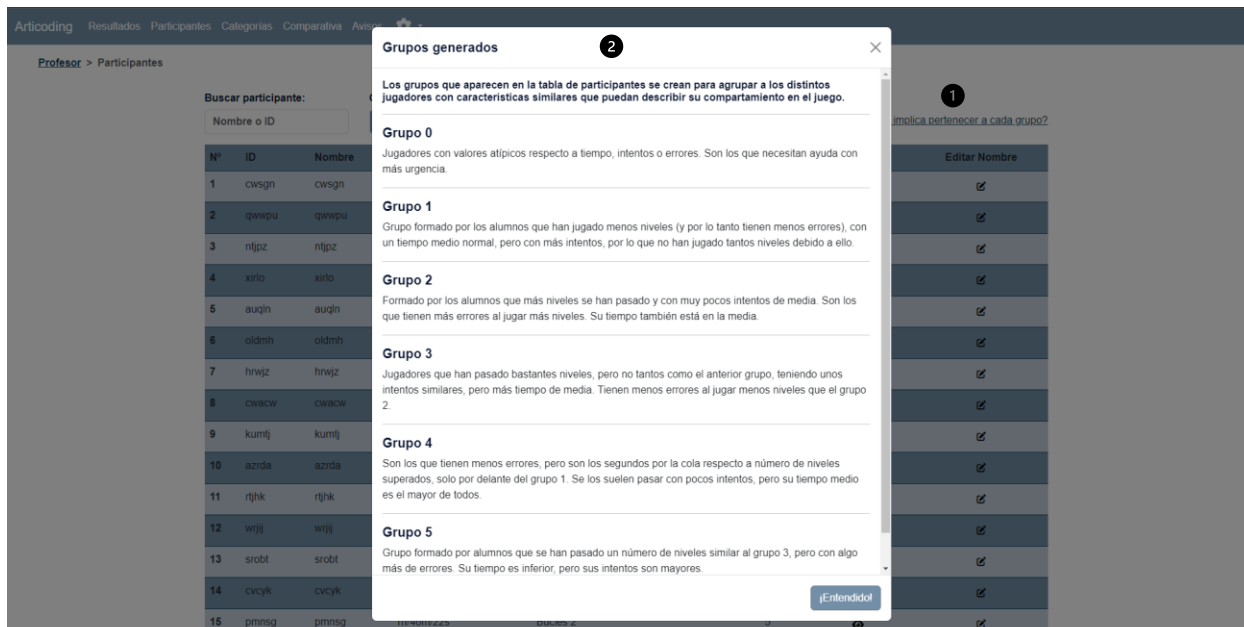 Articoding Resultados Participantes Categorías Comparativa Avisos
Profesor > Participantes
Buscar participante:
Nombre o ID
implica pertenecer a cada grupo?
1
Nº ID Nombre Editar Nombre
1 cwsgn cwsgn
2 qwwpu qwwpu
3 ntjpz ntjpz
4 xirlo xirlo
5 auqln auqln
6 oldmh oldmh
7 hrwjz hrwjz
8 cwacw cwacw
9 kumtj kumtj
10 azrda azrda
11 rtjhk rtjhk
12 wrjij wrjij
13 srobt srobt
14 cvcyk cvcyk
15 pmnsg pmnsg Bucles 2 5
Grupos generados
2
Los grupos que aparecen en la tabla de participantes se crean para agrupar a los distintos
jugadores con características similares que puedan describir su compartamiento en el juego.
Grupo 0
Jugadores con valores atípicos respecto a tiempo, intentos o errores. Son los que necesitan ayuda con
más urgencia.
Grupo 1
Grupo formado por los alumnos que han jugado menos niveles (y por lo tanto tienen menos errores), con
un tiempo medio normal, pero con más intentos, por lo que no han jugado tantos niveles debido a ello.
Grupo 2
Formado por los alumnos que más niveles se han pasado y con muy pocos intentos de media. Son los
que tienen más errores al jugar más niveles. Su tiempo también está en la media.
Grupo 3
Jugadores que han pasado bastantes niveles, pero no tantos como el anterior grupo, teniendo unos
intentos similares, pero más tiempo de media. Tienen menos errores al jugar menos niveles que el grupo
2.
Grupo 4
Son los que tienen menos errores, pero son los segundos por la cola respecto a número de niveles
superados, solo por delante del grupo 1. Se los suelen pasar con pocos intentos, pero su tiempo medio
es el mayor de todos.
Grupo 5
Grupo formado por alumnos que se han pasado un número de niveles similar al grupo 3, pero con algo
más de errores. Su tiempo es inferior, pero sus intentos son mayores.
¡Entendido!